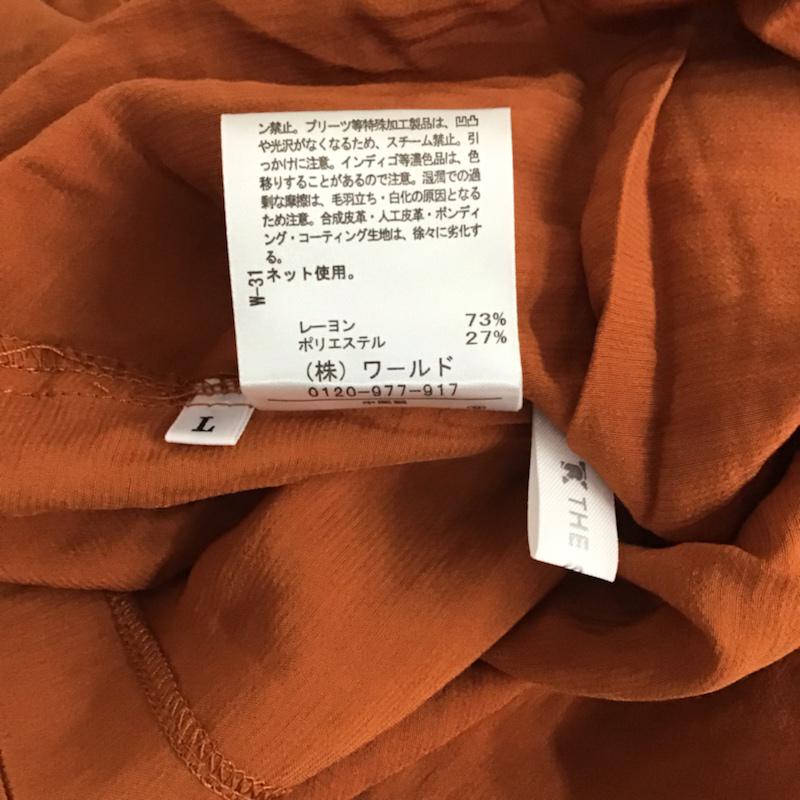 ン禁止。プリーツ等特殊加工製品は、凹凸
や光沢がなくなるため、スチーム禁止。引
っかけに注意。インディゴ等濃色品は、色
移りすることがあるので注意。湿潤での過
剰な摩擦は、毛羽立ち・白化の原因となる
ため注意。合成皮革・人工皮革・ボンディ
ング・コーティング生地は、徐々に劣化す
る。
ネット使用。
W-31
レーヨン 73%
ポリエステル 27%
(株) ワールド
0120-977-917
L
THE S